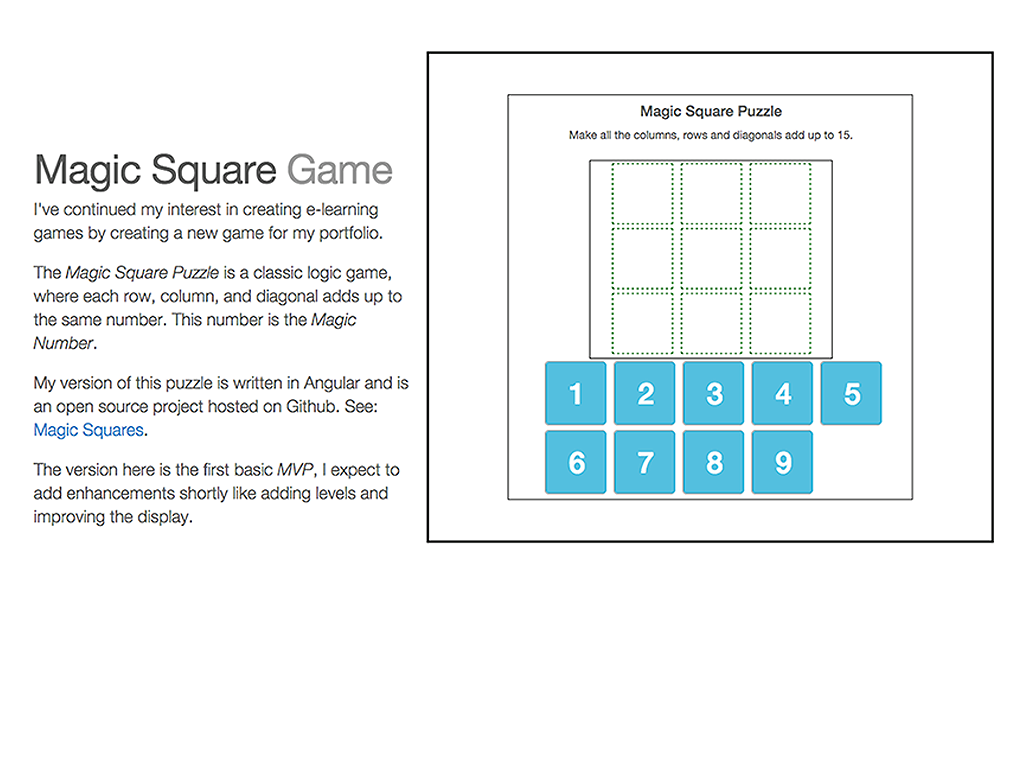 Magic Square Game
I've continued my interest in creating e-learning
games by creating a new game for my portfolio.
The Magic Square Puzzle is a classic logic game,
where each row, column, and diagonal adds up to
the same number. This number is the Magic
Number.
My version of this puzzle is written in Angular and is
an open source project hosted on Github. See:
Magic Squares.
The version here is the first basic MVP, I expect to
add enhancements shortly like adding levels and
improving the display.
Magic Square Puzzle
Make all the columns, rows and diagonals add up to 15.
1 2 3 4 5
6 7 8 9